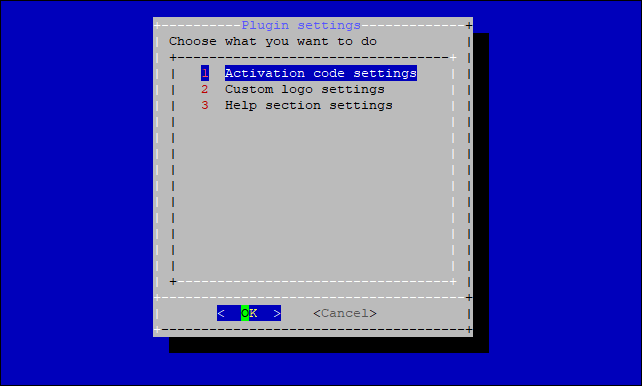 Plugin settings
Choose what you want to do
1 Activation code settings
2 Custom logo settings
3 Help section settings
< OK > <Cancel>